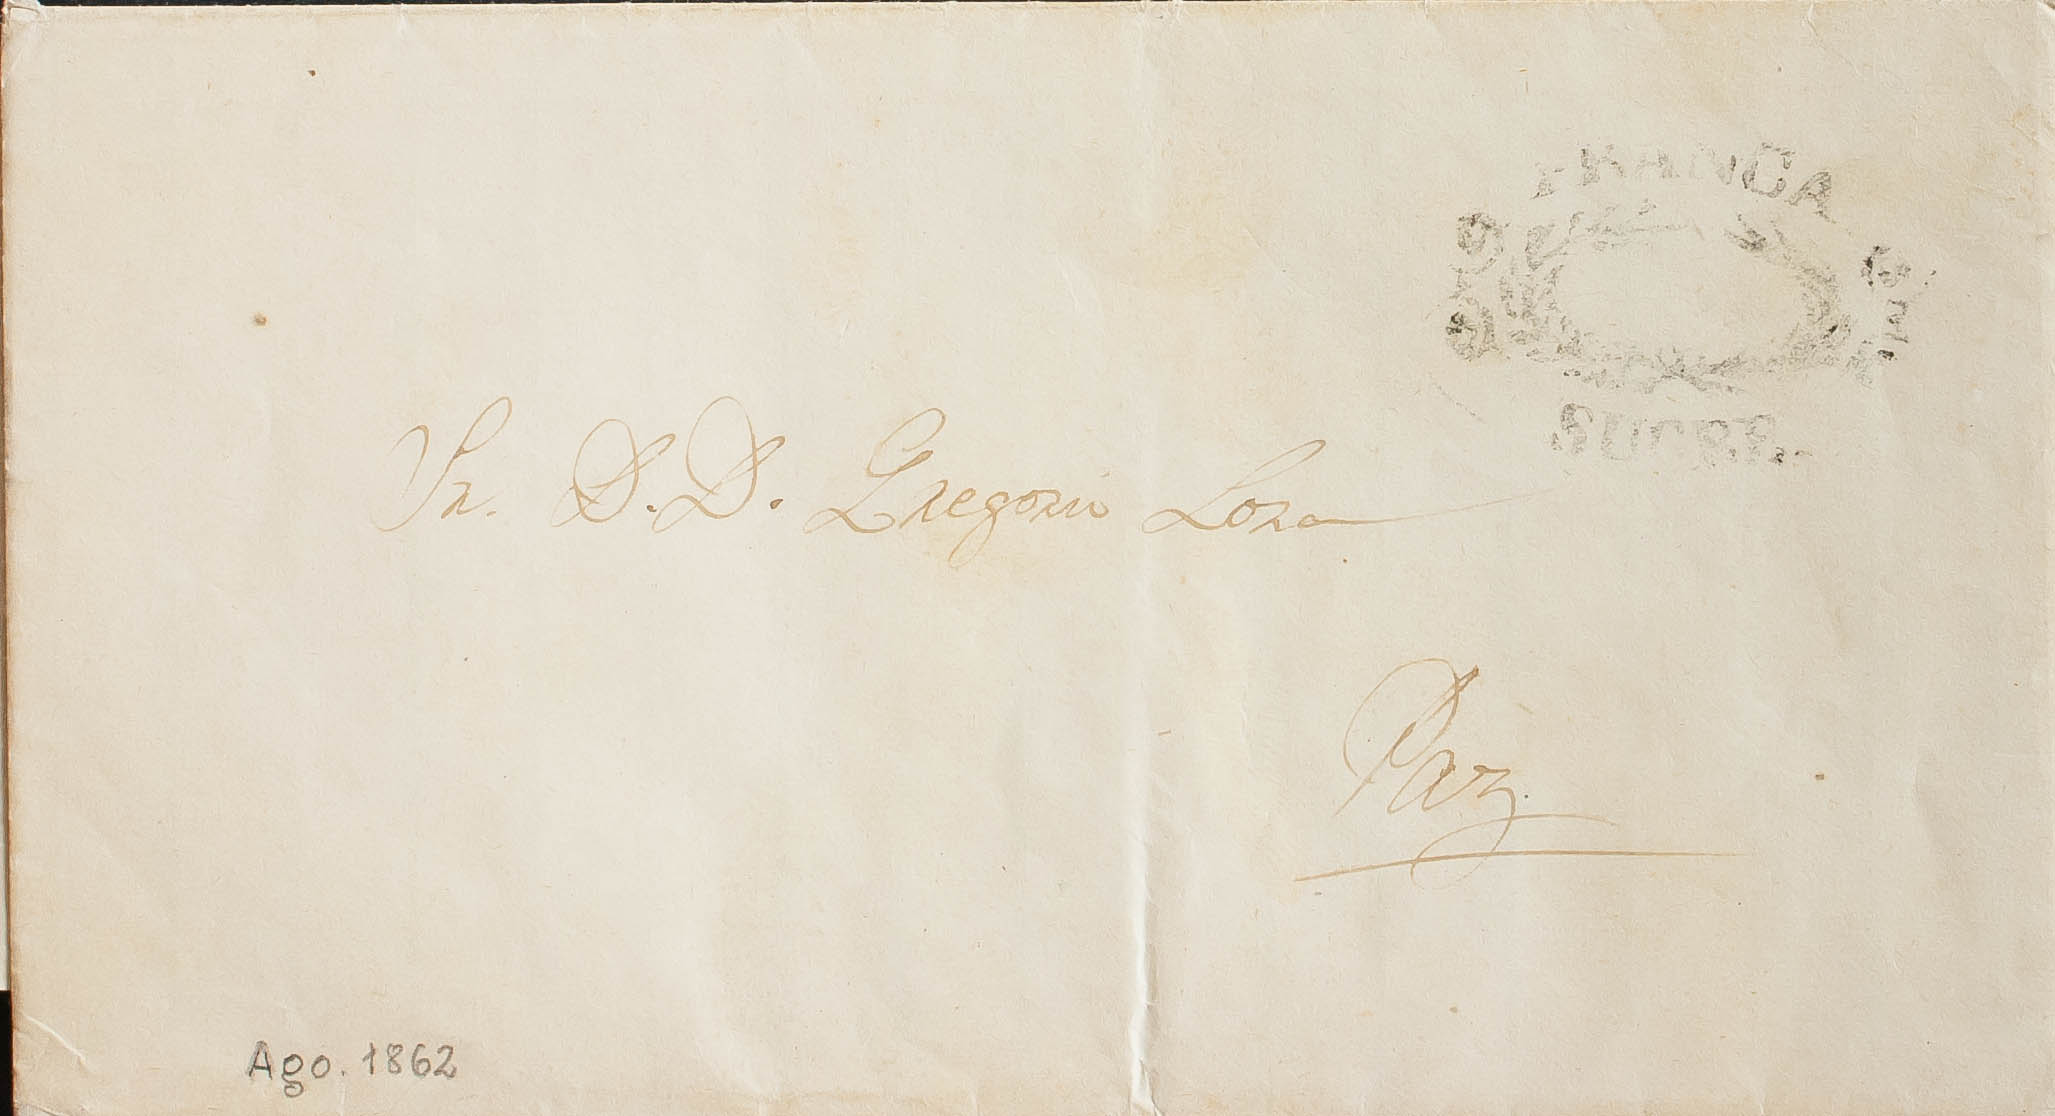 FRANCA
SUCRE.
Sr. D. D. Gregorio Loza
Paz
Ago. 1862